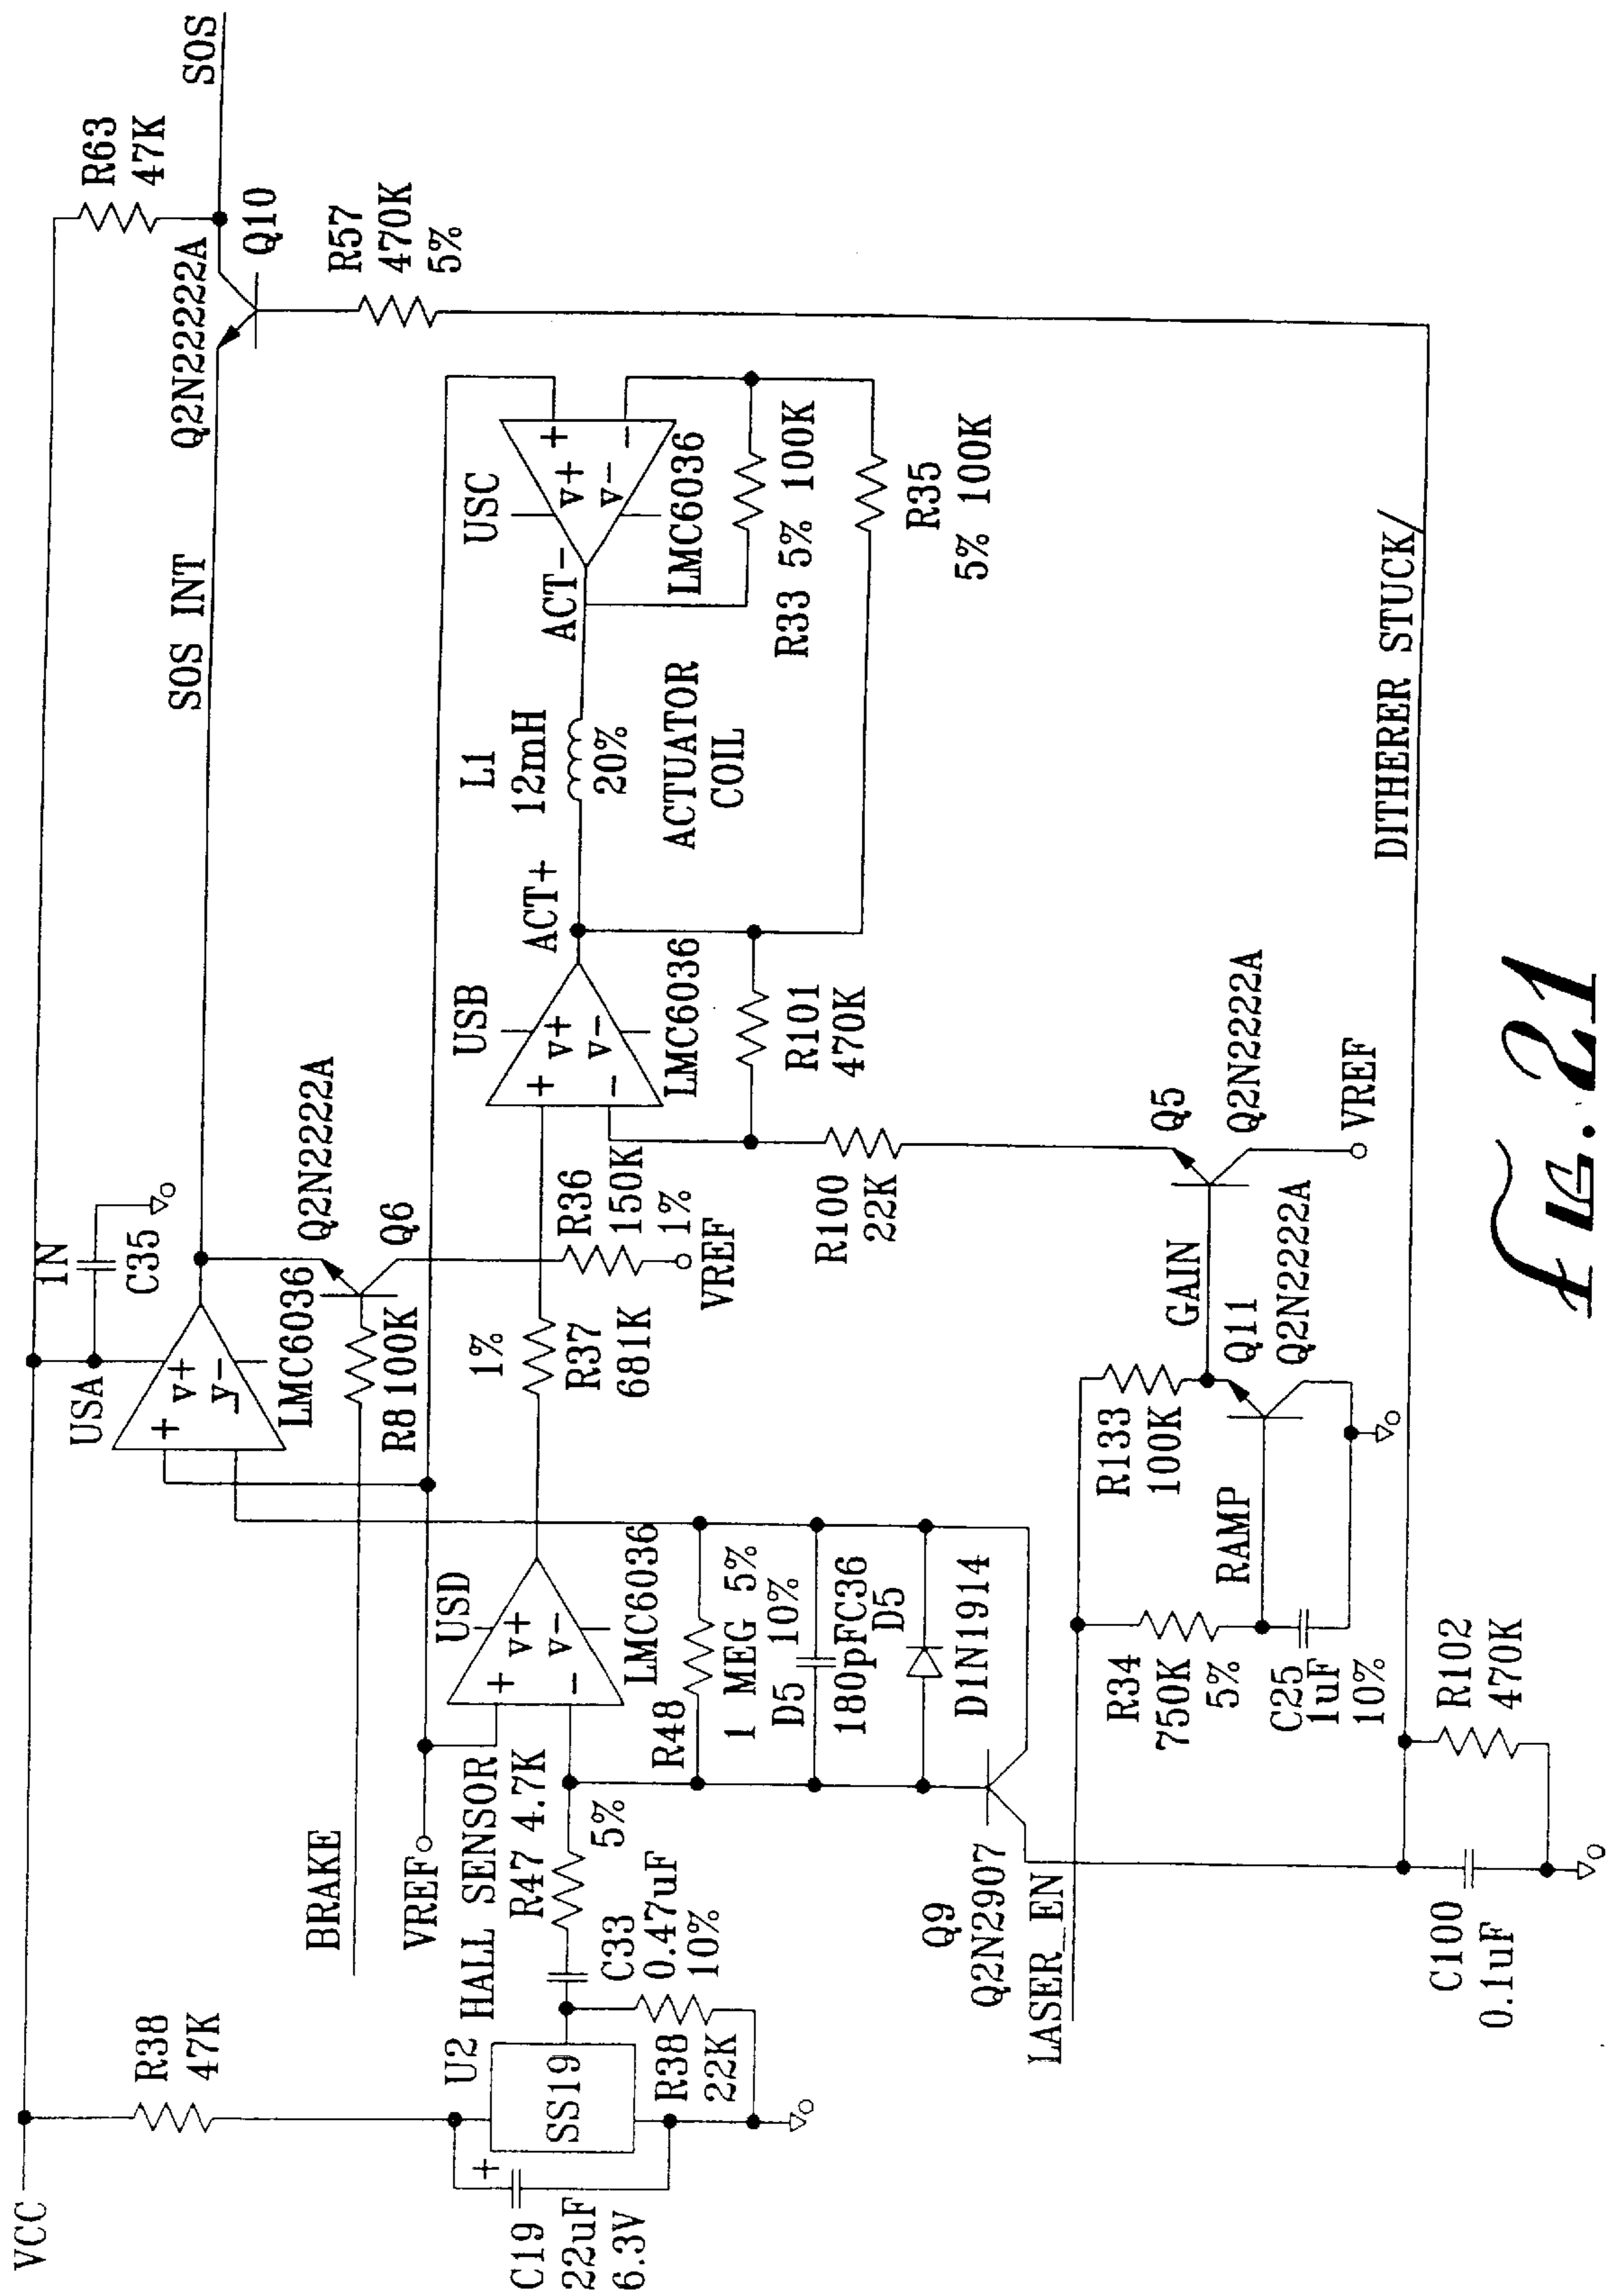 VCC
R38
47K
C19
22uF
6.3V
+
U2
SS19
HALL SENSOR
R38
22K
C33
0.47uF
10%
R47 4.7K
5%
BRAKE
VREF
USD
+
-
V+
V-
LMC6036
R48
1 MEG 5%
D5 10%
180pFC36
D5
D1N1914
Q9
Q2N2907
LASER_EN
USA
+
-
V+
V-
LMC6036
1N
C35
R8 100K
Q2N2222A
Q6
1%
R37
681K
R36
150K
1%
VREF
USB
+
-
V+
V-
LMC6036
R101
470K
R100
22K
ACT+
L1
12mH
20%
ACTUATOR
COIL
ACT-
USC
+
-
V+
V-
LMC6036
R33 5% 100K
R35
5% 100K
SOS INT
Q2N22222A
Q10
R63
47K
SOS
R57
470K
5%
R34
750K
5%
C25
1uF
10%
RAMP
R133
100K
Q11
Q2N2222A
GAIN
Q5
Q2N2222A
VREF
DITHERER STUCK/
C100
0.1uF
R102
470K
FIG. 21